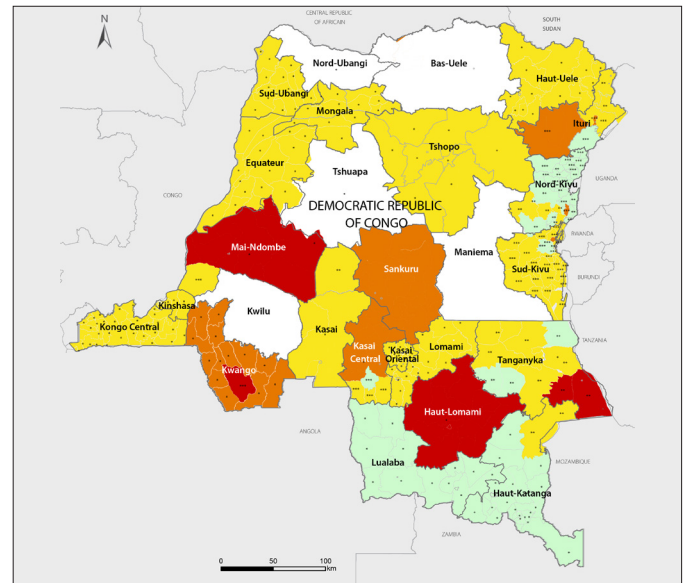 N
CENTRAL REPUBLIC
OF AFRICAIN
SOUTH
SUDAN
Nord-Ubangi
Bas-Uele
Haut-Uele
Sud-Ubangi
Mongala
Ituri
Equateur
Tshopo
Tshuapa
Nord-Kivu
UGANDA
CONGO
DEMOCRATIC REPUBLIC
OF CONGO
Mai-Ndombe
RWANDA
Maniema
Sankuru
Sud-Kivu
BURUNDI
Kinshasa
Kwilu
Kongo Central
Kasai
TANZANIA
Kasai
Central
Kasai
Oriental
Lomami
Tanganyka
Kwango
Haut-Lomami
ANGOLA
Lualaba
MOZAMBIQUE
Haut-Katanga
ZAMBIA
0 50 100
km